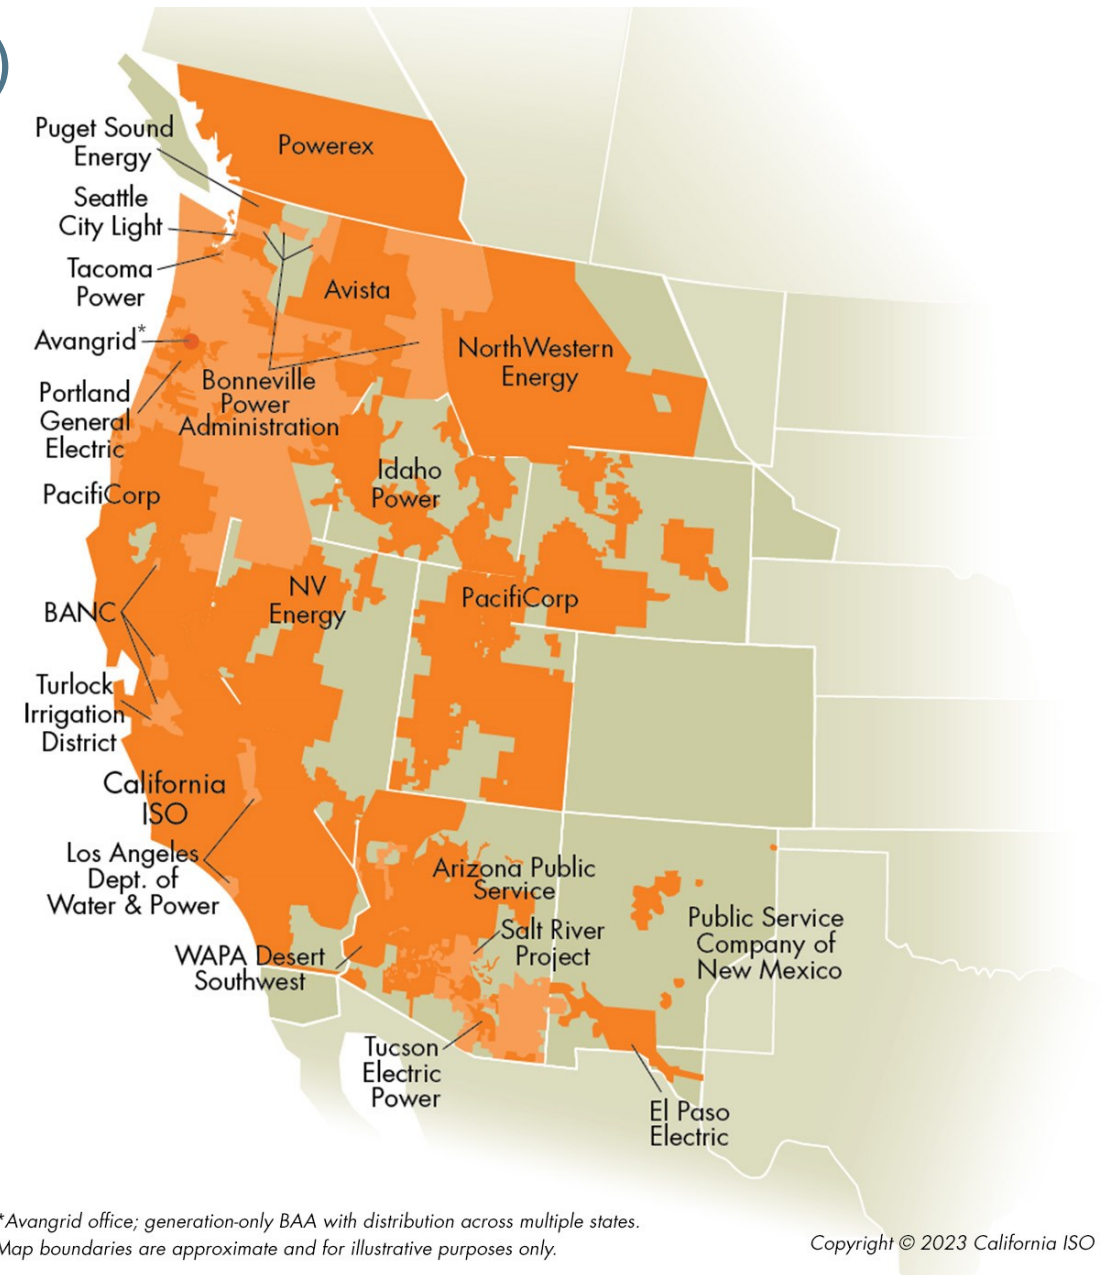 Puget Sound
Energy
Powerex
Seattle
City Light
Tacoma
Power
Avista
Avangrid*
NorthWestern
Energy
Portland
General
Electric
Bonneville
Power
Administration
Idaho
Power
PacifiCorp
NV
Energy
PacifiCorp
BANC
Turlock
Irrigation
District
California
ISO
Los Angeles
Dept. of
Water & Power
Arizona Public
Service
Salt River
Project
Public Service
Company of
New Mexico
WAPA Desert
Southwest
Tucson
Electric
Power
El Paso
Electric
*Avangrid office; generation-only BAA with distribution across multiple states.
Map boundaries are approximate and for illustrative purposes only.
Copyright © 2023 California ISO